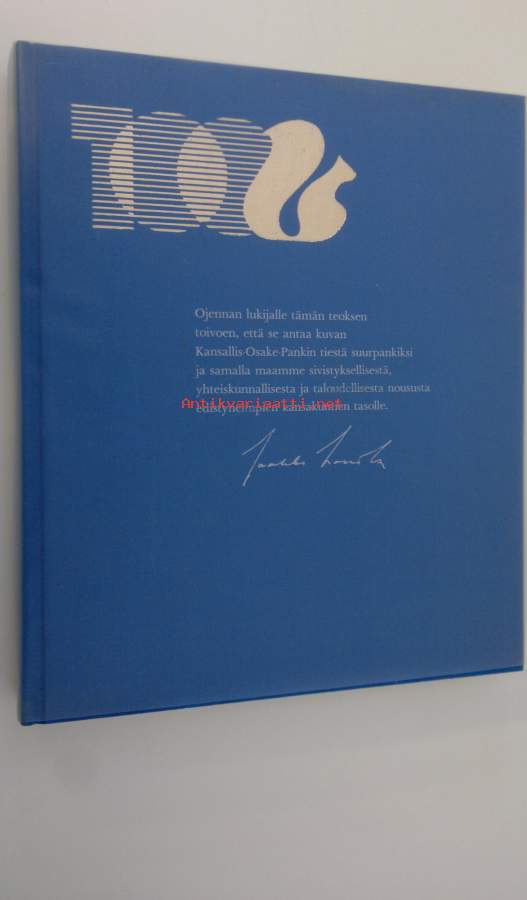 100
Ojennan lukijalle tämän teoksen
toivoen, että se antaa kuvan
Kansallis-Osake-Pankin tiestä suurpankiksi
ja samalla maamme sivistyksellisestä,
yhteiskunnallisesta ja taloudellisesta noususta
Antikvariaatti.net
edistyneimpien kansakuntien tasolle.